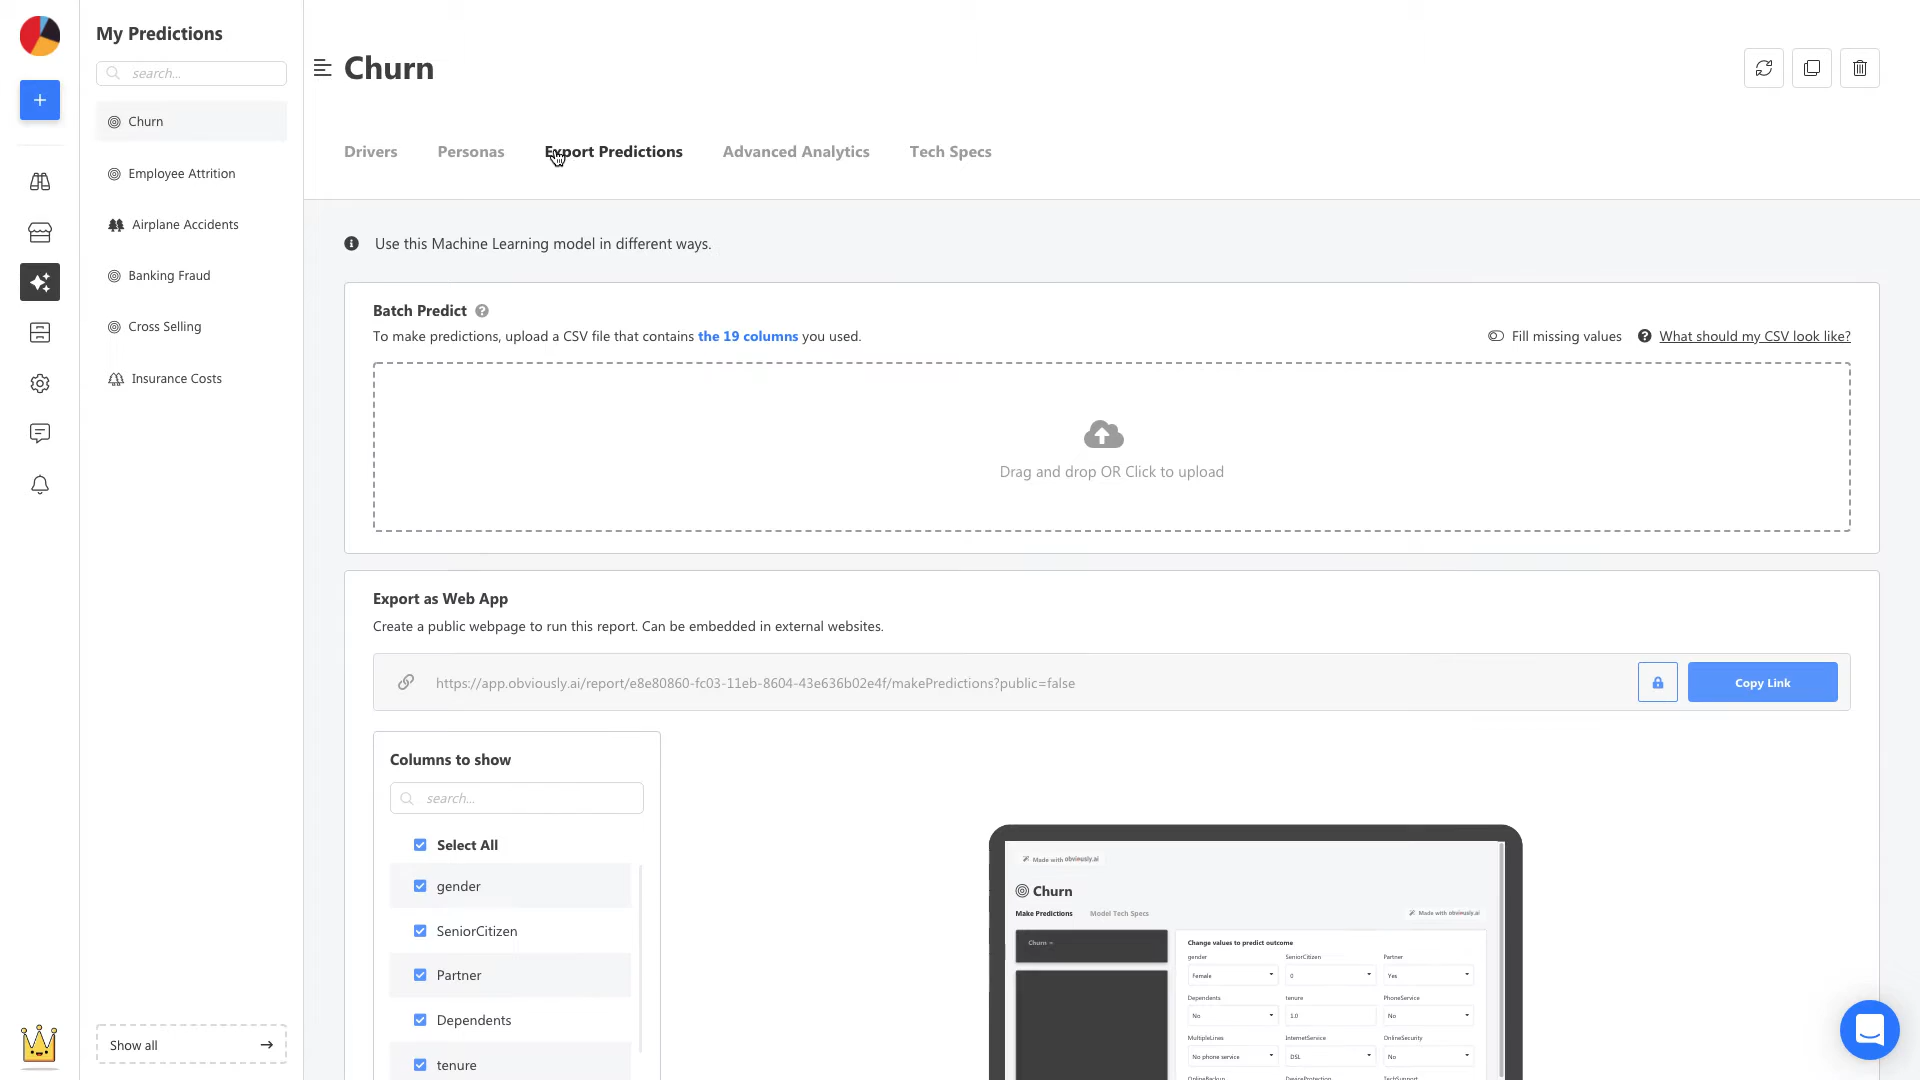 My Predictions
search...
Churn
Employee Attrition
Airplane Accidents
Banking Fraud
Cross Selling
Insurance Costs
Show all
Churn
Drivers Personas Export Predictions Advanced Analytics Tech Specs
Use this Machine Learning model in different ways.
Batch Predict
To make predictions, upload a CSV file that contains the 19 columns you used.
Fill missing values What should my CSV look like?
Drag and drop OR Click to upload
Export as Web App
Create a public webpage to run this report. Can be embedded in external websites.
https://app.obviously.ai/report/e8e80860-fc03-11eb-8604-43e636b02e4f/makePredictions?public=false
Copy Link
Columns to show
search...
Select All
gender
SeniorCitizen
Partner
Dependents
tenure
Made with obviously.ai
Churn
Make Predictions Model Tech Specs
Made with obviously.ai
Churn =
Change values to predict outcome
gender SeniorCitizen Partner
Female 0 Yes
Dependents tenure PhoneService
No 1.0 No
MultipleLines InternetService OnlineSecurity
No phone service DSL No
OnlineBackup DeviceProtection TechSupport